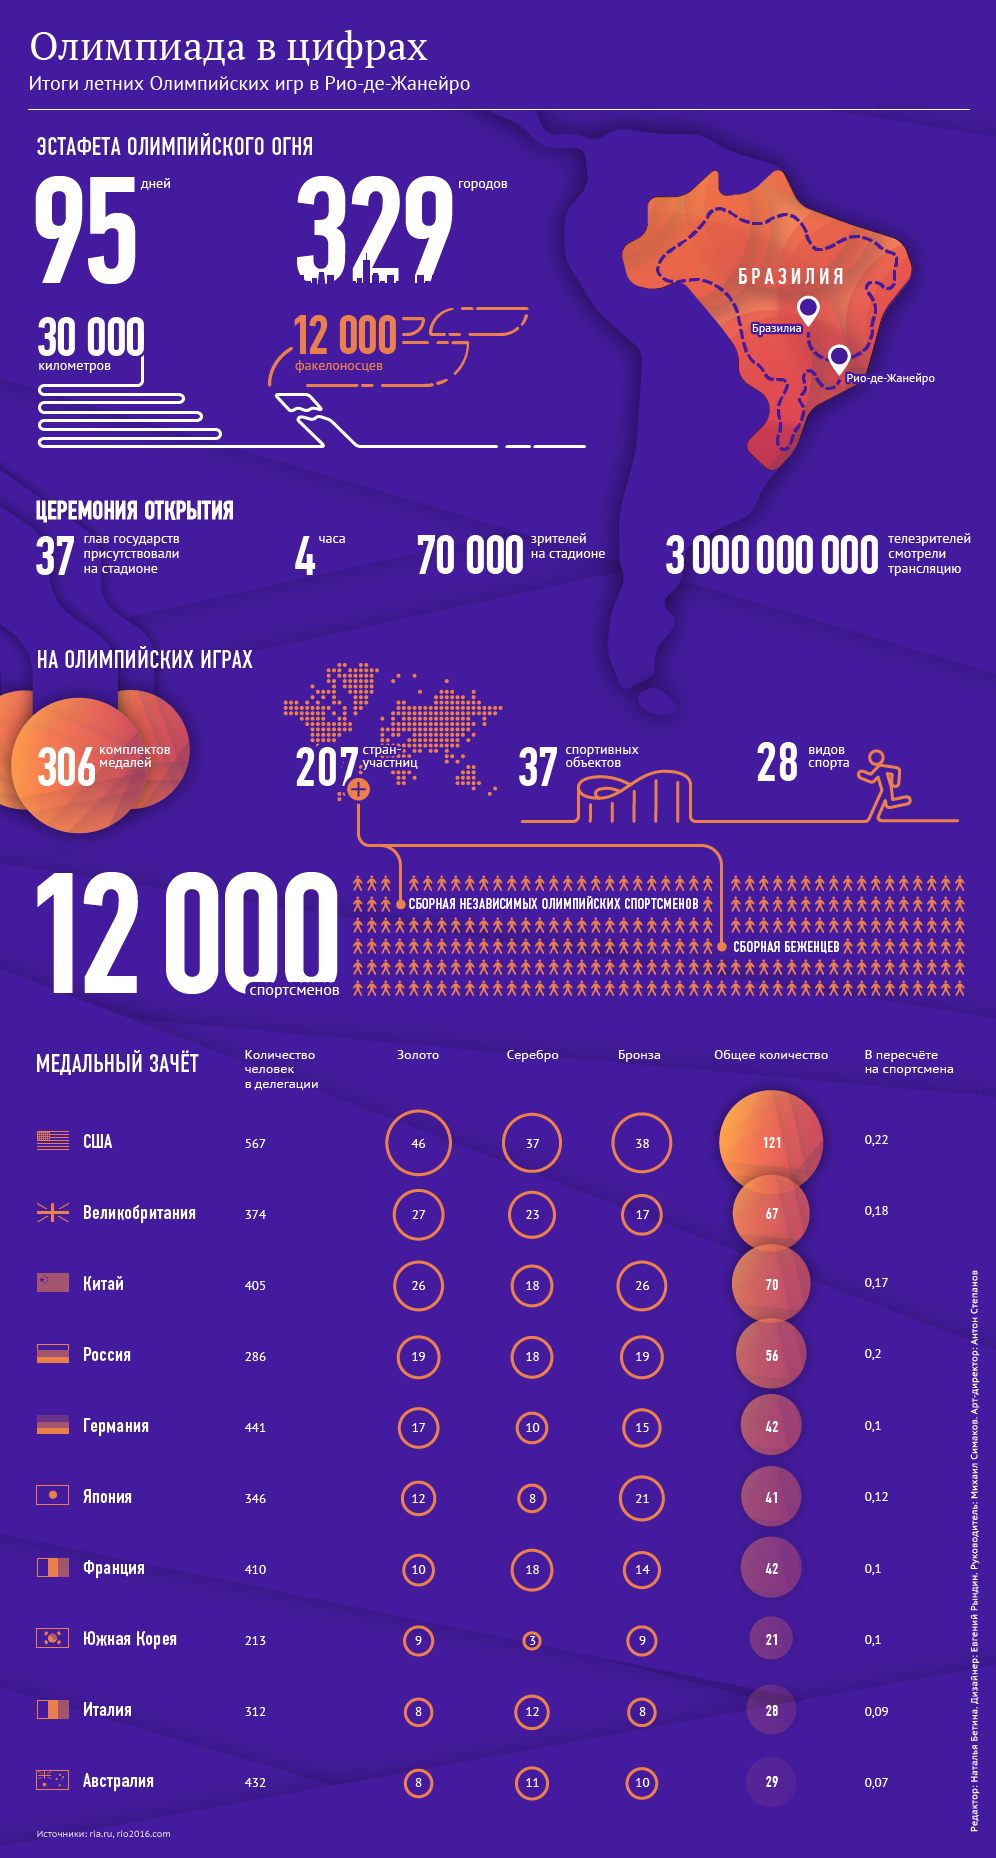 Олимпиада в цифрах
Итоги летних Олимпийских игр в Рио-де-Жанейро
ЭСТАФЕТА ОЛИМПИЙСКОГО ОГНЯ
95 дней
329 городов
30 000
километров
12 000
факелоносцев
БРАЗИЛИЯ
Бразилиа
Рио-де-Жанейро
ЦЕРЕМОНИЯ ОТКРЫТИЯ
37 глав государств
присутствовали
на стадионе
4 часа
70 000 зрителей
на стадионе
3 000 000 000 телезрителей
смотрели
трансляцию
НА ОЛИМПИЙСКИХ ИГРАХ
306 комплектов
медалей
207 стран-
участниц
37 спортивных
объектов
28 видов
спорта
12 000
спортсменов
СБОРНАЯ НЕЗАВИСИМЫХ ОЛИМПИЙСКИХ СПОРТСМЕНОВ
СБОРНАЯ БЕЖЕНЦЕВ
МЕДАЛЬНЫЙ ЗАЧЁТ
Количество
человек
в делегации
Золото
Серебро
Бронза
Общее количество
В пересчёте
на спортсмена
США 567 46 37 38 121 0,22
Великобритания 374 27 23 17 67 0,18
Китай 405 26 18 26 70 0,17
Россия 286 19 18 19 56 0,2
Германия 441 17 10 15 42 0,1
Япония 346 12 8 21 41 0,12
Франция 410 10 18 14 42 0,1
Южная Корея 213 9 3 9 21 0,1
Италия 312 8 12 8 28 0,09
Австралия 432 8 11 10 29 0,07
Источники: ria.ru, rio2016.com
Редактор: Наталья Бетина. Дизайнер: Евгений Рындин. Руководитель: Михаил Симаков. Арт-директор: Антон Степанов